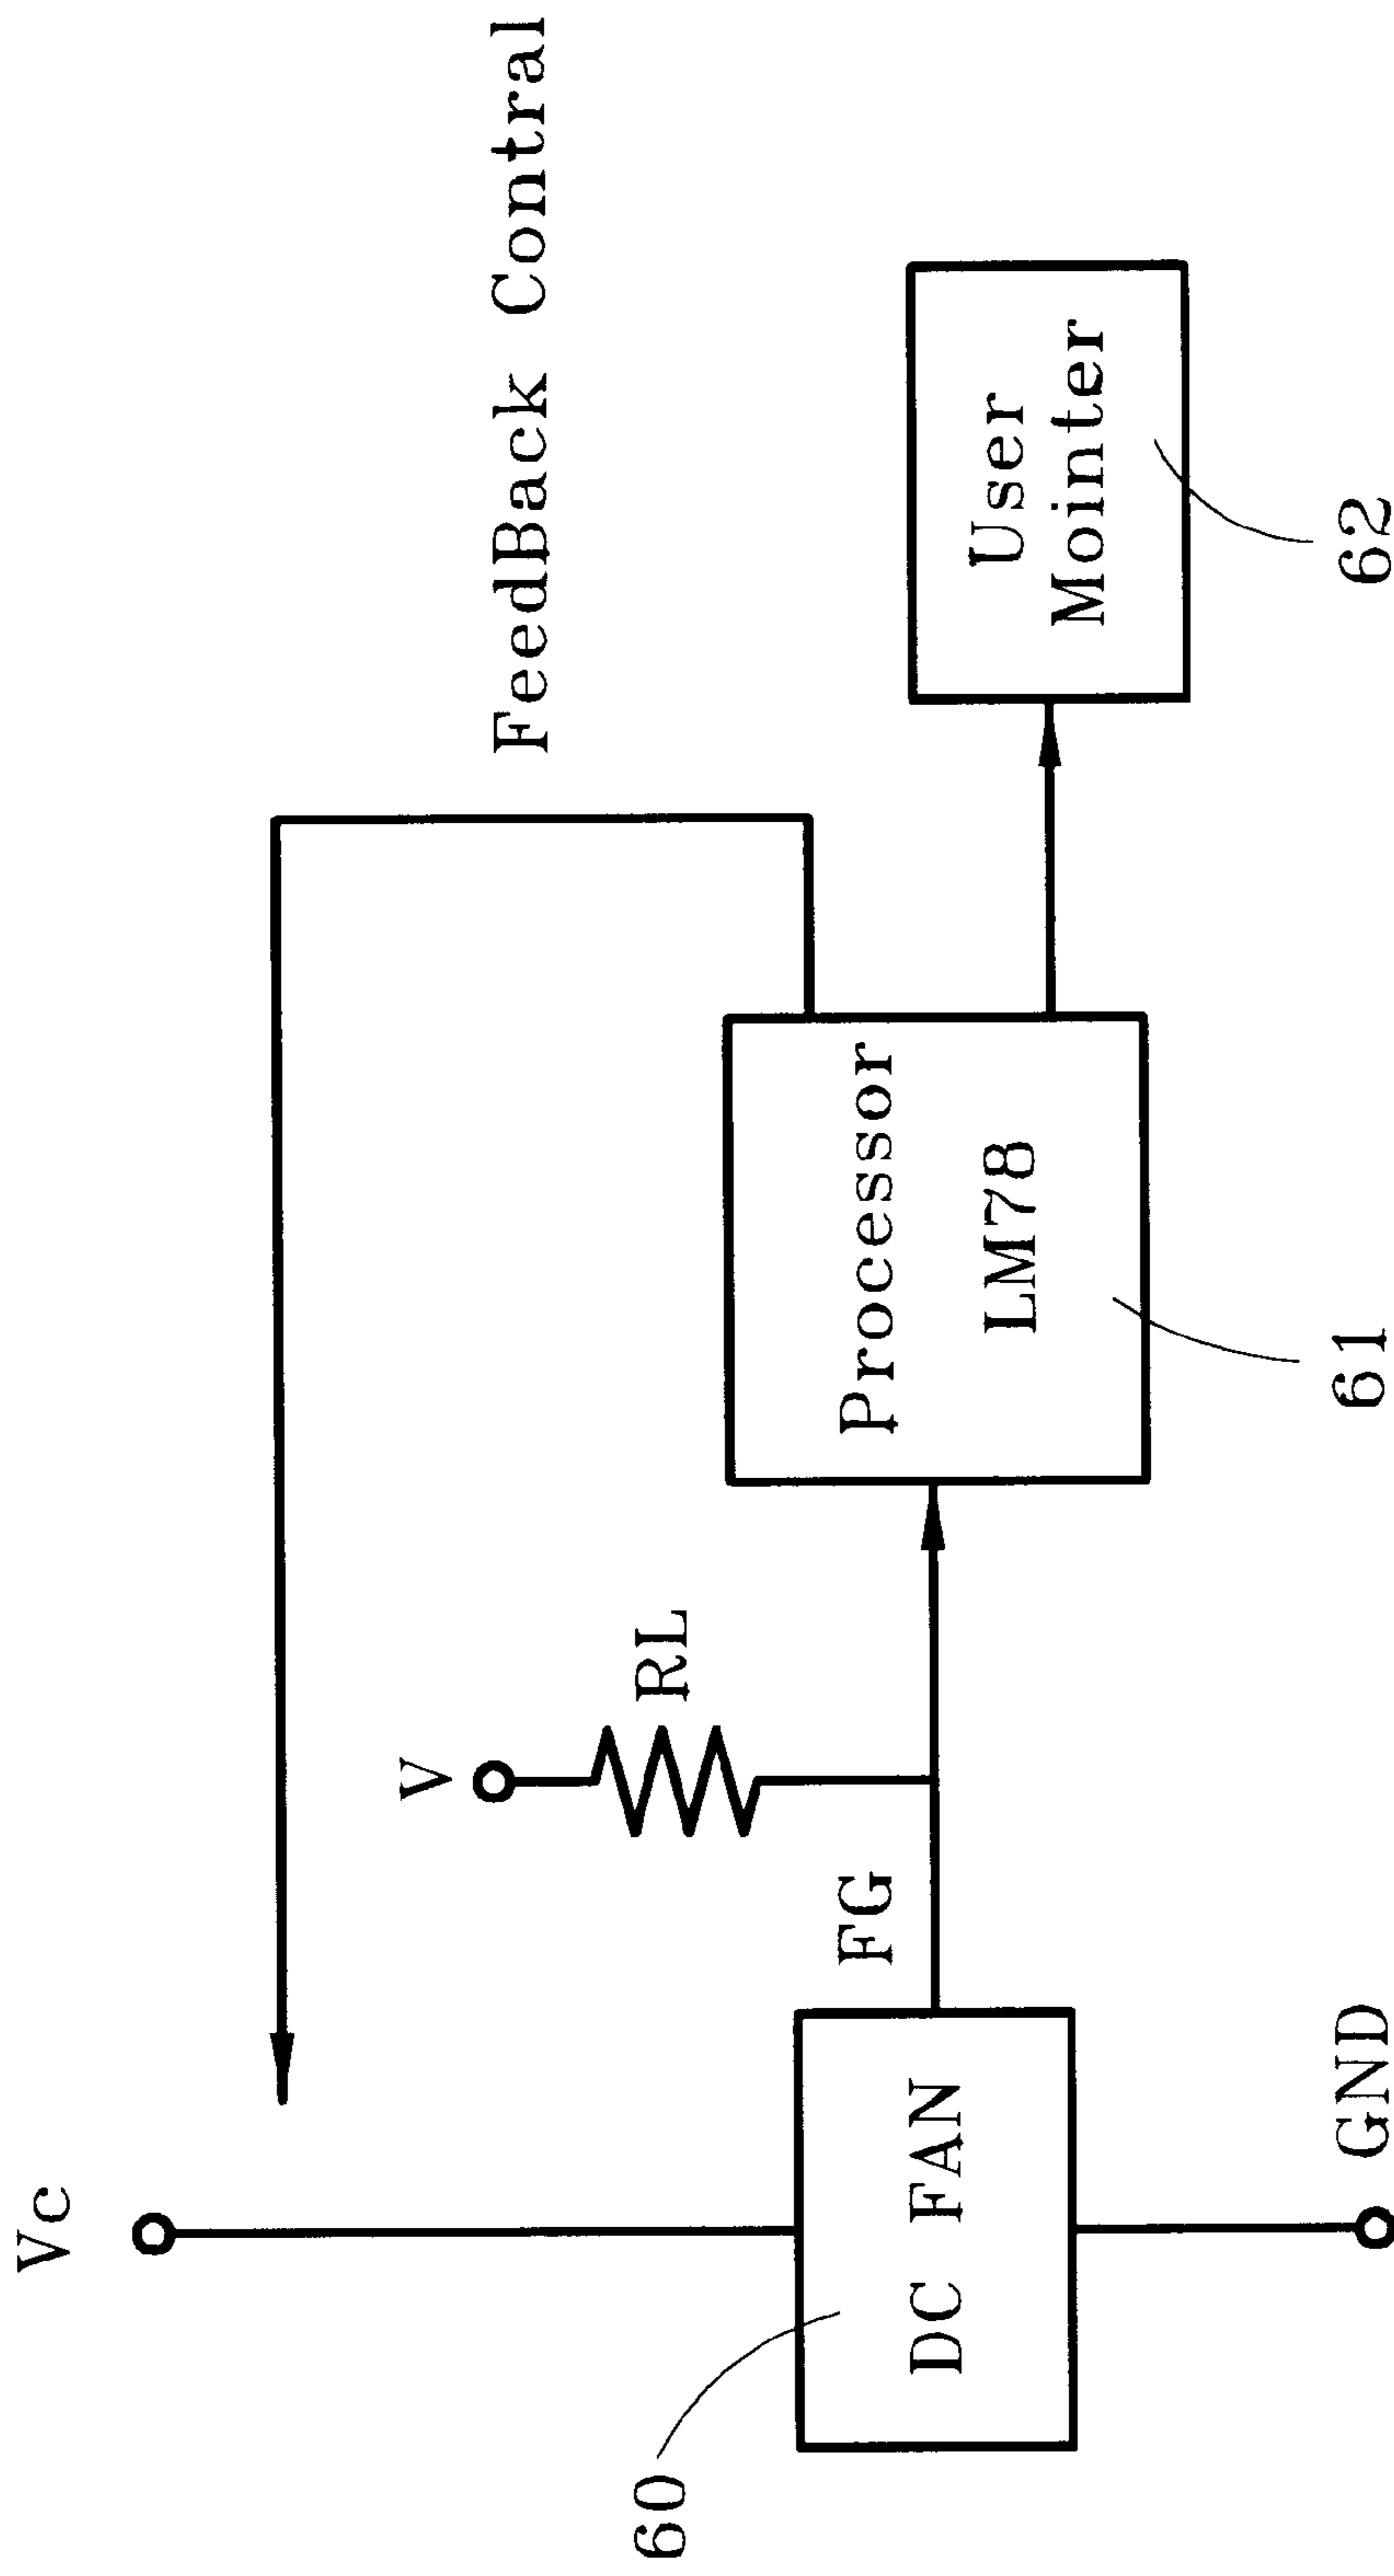 Vc
FeedBack Contral
V
RL
FG
60
DC FAN
Processor
LM78
User
Mointer
GND
61
62